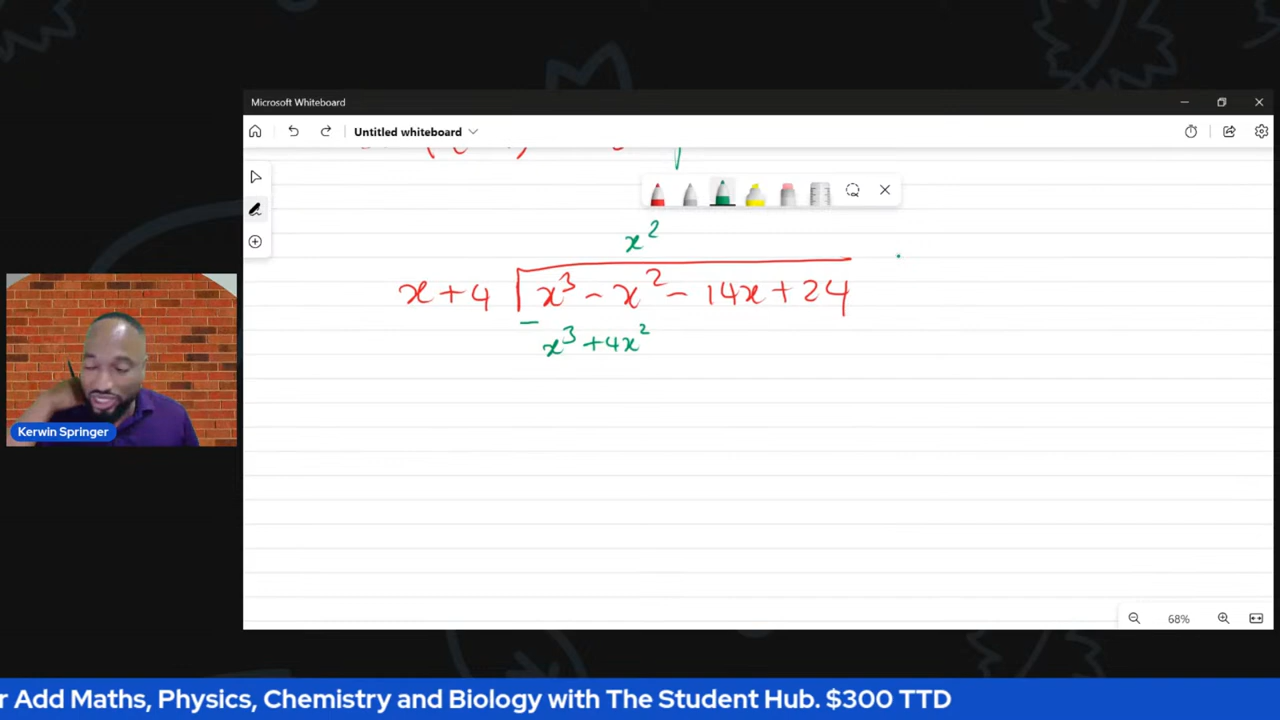 Microsoft Whiteboard
Untitled whiteboard
x²
x + 4 x³ - x² - 14x + 24
- x³ + 4x²
Kerwin Springer
68%
r Add Maths, Physics, Chemistry and Biology with The Student Hub. $300 TTD